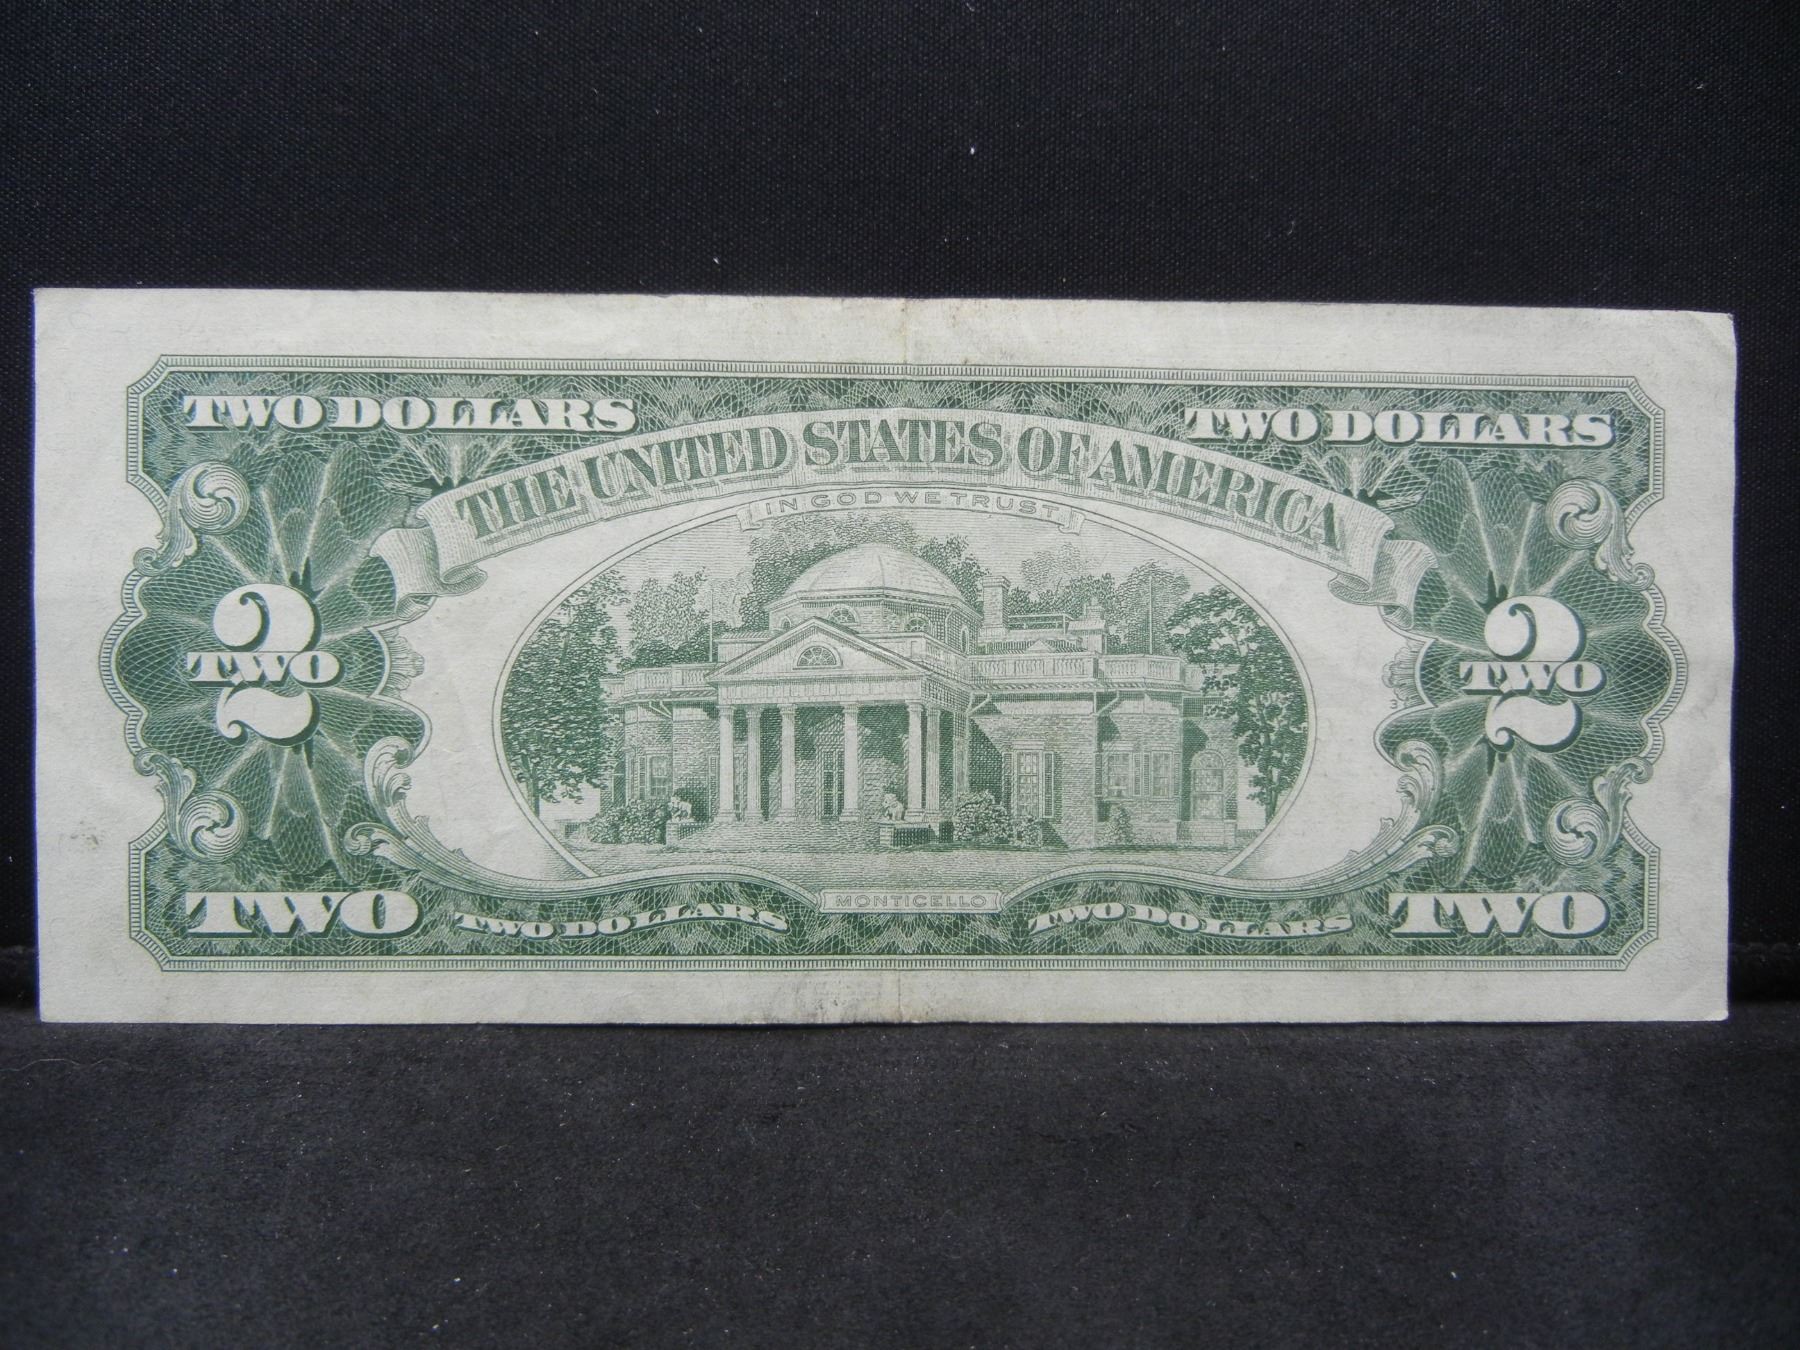 TWO DOLLARS
TWO DOLLARS
THE UNITED STATES OF AMERICA
IN GOD WE TRUST
2
TWO
2
TWO
3
MONTICELLO
TWO
TWO DOLLARS
TWO DOLLARS
TWO